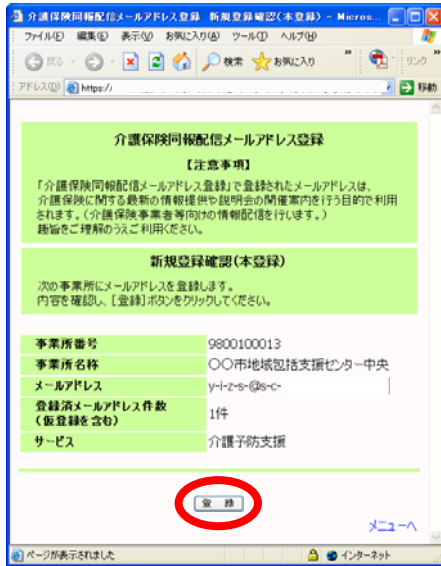 介護保険同報配信メールアドレス登録 新規登録確認(本登録) - Micros...
ファイル(F) 編集(E) 表示(V) お気に入り(A) ツール(T) ヘルプ(H)
戻る 検索 お気に入り リンク
アドレス(D) https:// 移動
介護保険同報配信メールアドレス登録
【注意事項】
「介護保険同報配信メールアドレス登録」で登録されたメールアドレスは、
介護保険に関する最新の情報提供や説明会の開催案内を行う目的で利用
されます。(介護保険事業者等向けの情報配信を行います。)
趣旨をご理解のうえご利用ください。
新規登録確認(本登録)
次の事業所にメールアドレスを登録します。
内容を確認し、[登録]ボタンをクリックしてください。
事業所番号 9800100013
事業所名称 〇〇市地域包括支援センター中央
メールアドレス y-i-z-s-@s-c-
登録済メールアドレス件数
(仮登録を含む) 1件
サービス 介護予防支援
登 録
メニューへ
ページが表示されました インターネット